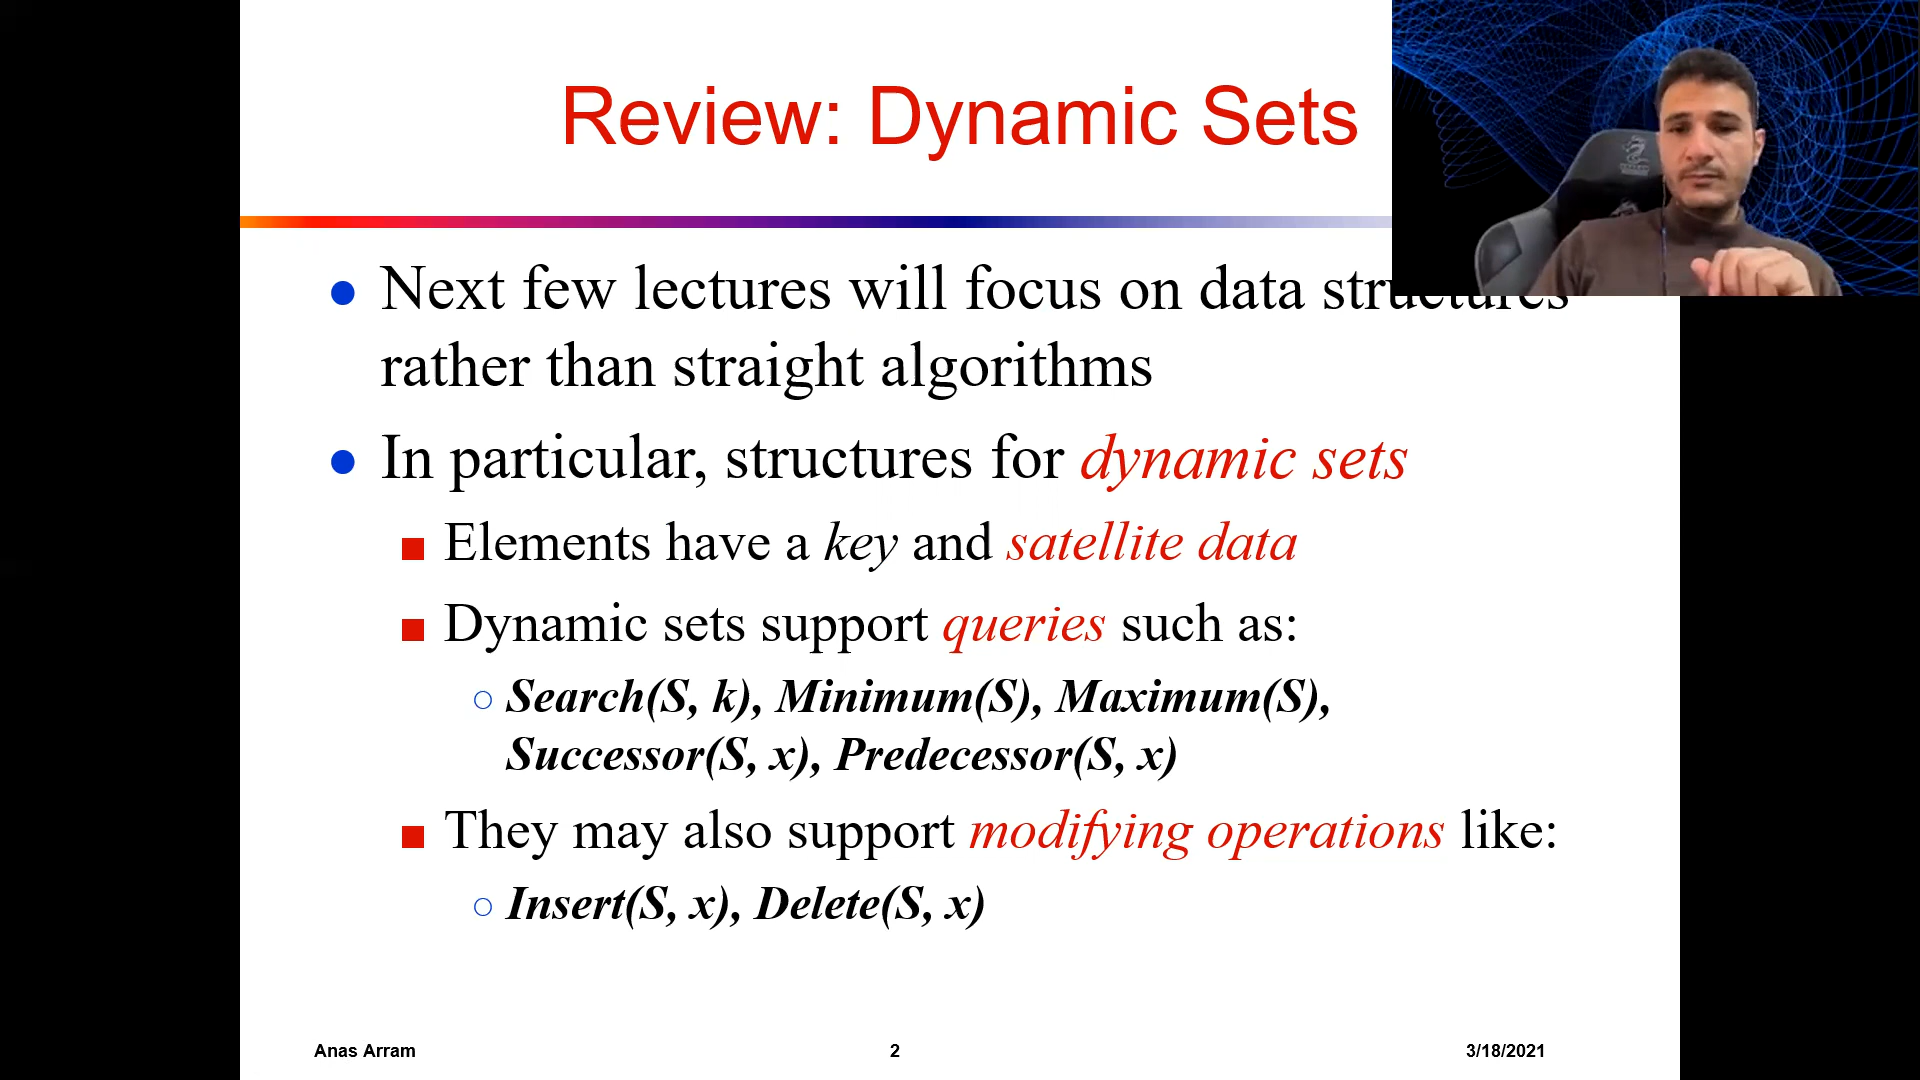 Review: Dynamic Sets
● Next few lectures will focus on data structures
rather than straight algorithms
● In particular, structures for dynamic sets
■ Elements have a key and satellite data
■ Dynamic sets support queries such as:
○ Search(S, k), Minimum(S), Maximum(S),
Successor(S, x), Predecessor(S, x)
■ They may also support modifying operations like:
○ Insert(S, x), Delete(S, x)
Anas Arram 2 3/18/2021